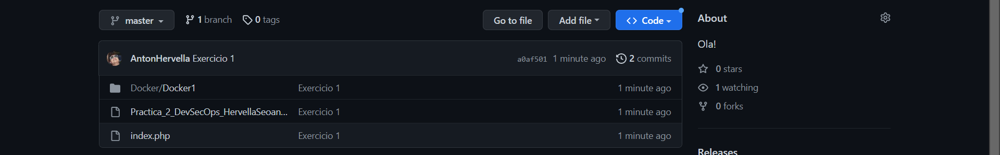 master 1 branch 0 tags Go to file Add file Code
AntonHervella Exercicio 1 a0af501 1 minute ago 2 commits
Docker/Docker1 Exercicio 1 1 minute ago
Practica_2_DevSecOps_HervellaSeoan... Exercicio 1 1 minute ago
index.php Exercicio 1 1 minute ago
About
Ola!
0 stars
1 watching
0 forks
Releases